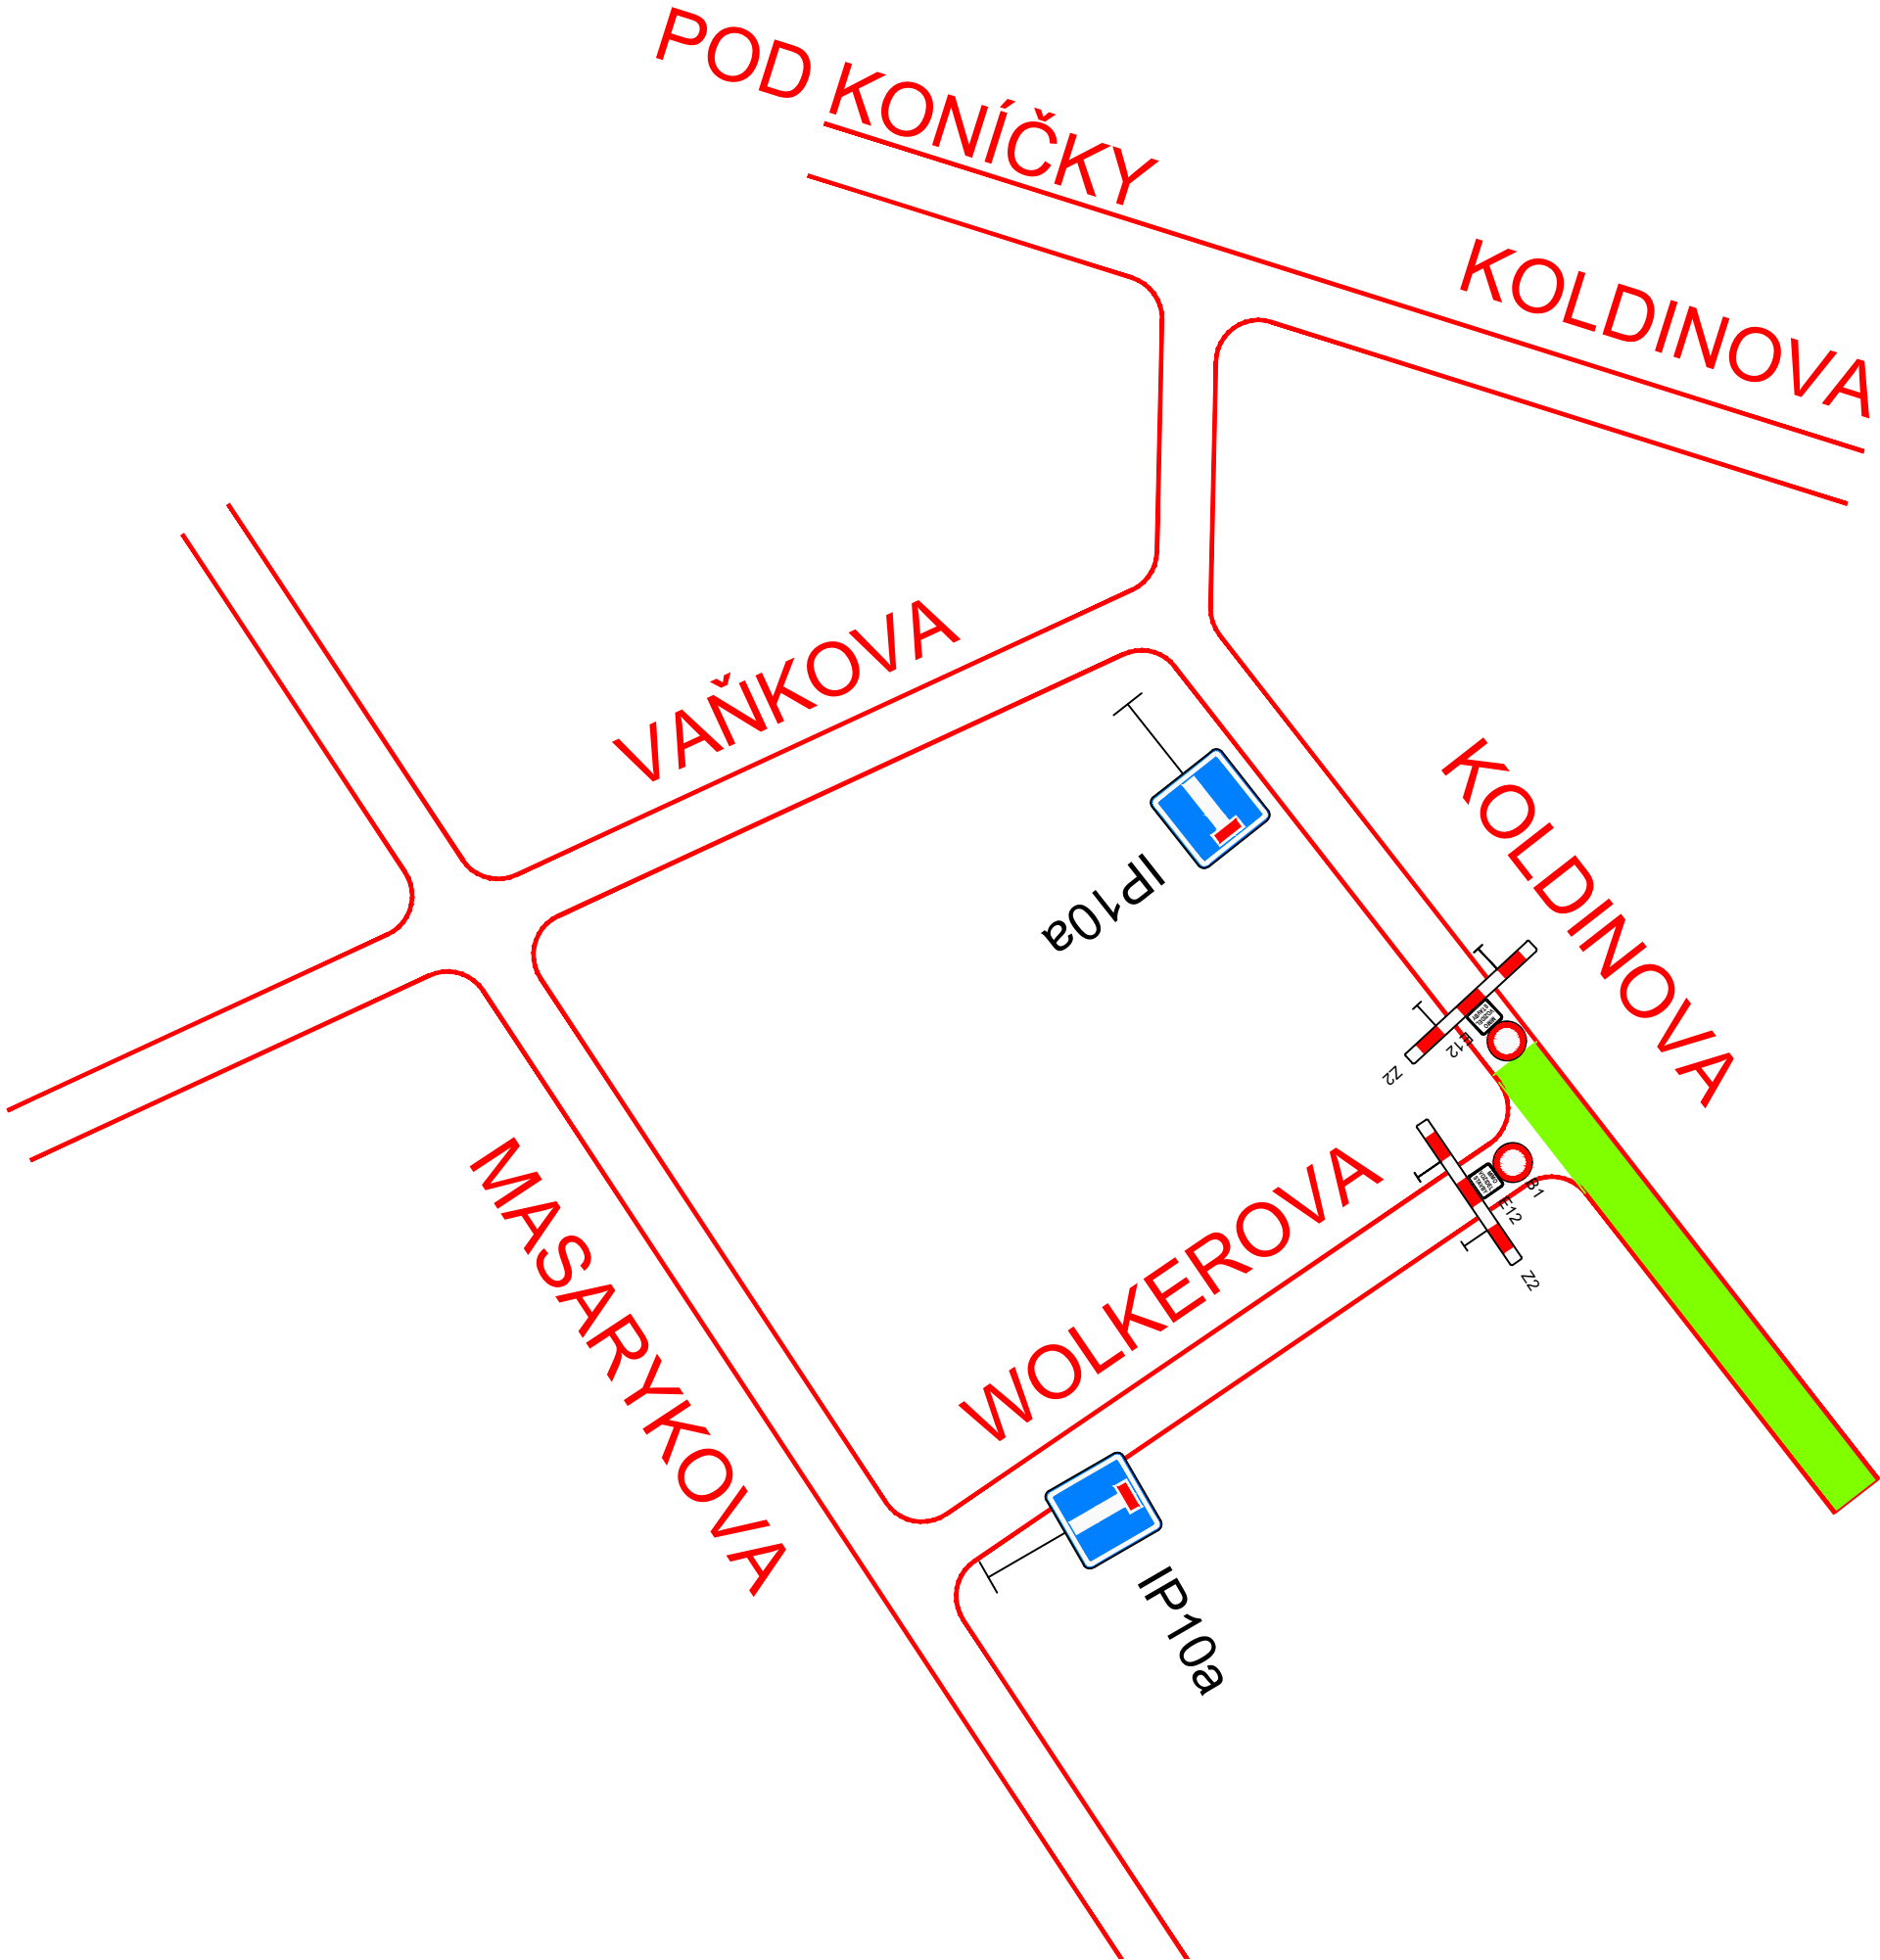 POD KONÍČKY
KOLDINOVA
VAŇKOVA
KOLDINOVA
IP10a
E12
Z2
MASARYKOVA
WOLKEROVA
B1
E12
Z2
IP10a